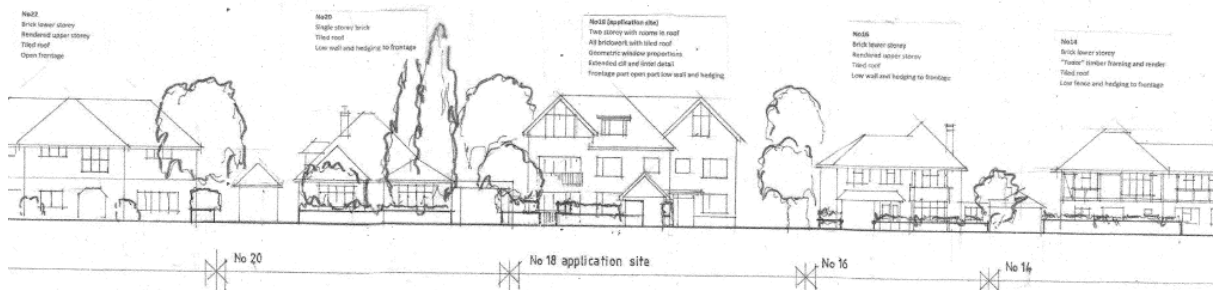 No22
Brick lower storey
Rendered upper storey
Tiled roof
Open frontage
No20
Single storey brick
Tiled roof
Low wall and hedging to frontage
No18 (application site)
Two storey with rooms in roof
All brickwork with tiled roof
Geometric window proportions
Extended cill and lintel detail
Frontage part open part low wall and hedging
No16
Brick lower storey
Rendered upper storey
Tiled roof
Low wall and hedging to frontage
No14
Brick lower storey
"Tudor" timber framing and render
Tiled roof
Low fence and hedging to frontage
No 20
No 18 application site
No 16
No 14